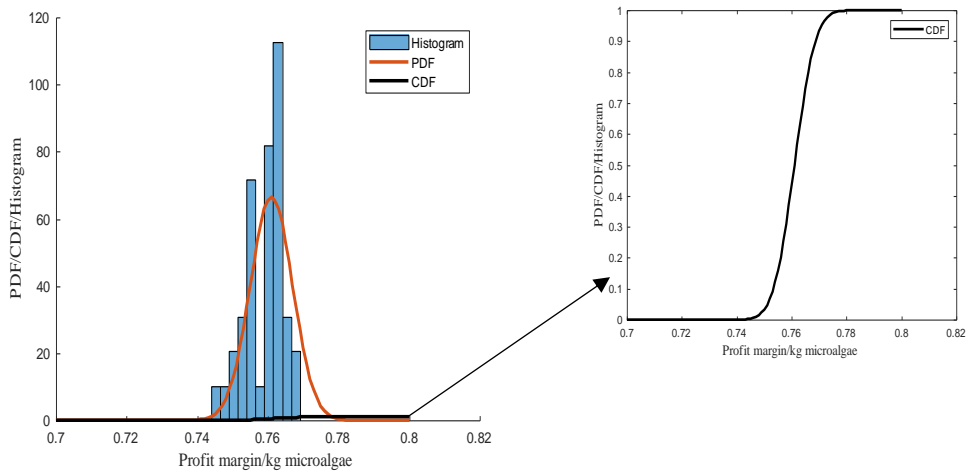 120
100
80
60
40
20
0
PDF/CDF/Histogram
Histogram
PDF
CDF
0.7 0.72 0.74 0.76 0.78 0.8 0.82
Profit margin/kg microalgae
1
0.9
0.8
0.7
0.6
0.5
0.4
0.3
0.2
0.1
0
PDF/CDF/Histogram
CDF
0.7 0.72 0.74 0.76 0.78 0.8 0.82
Profit margin/kg microalgae